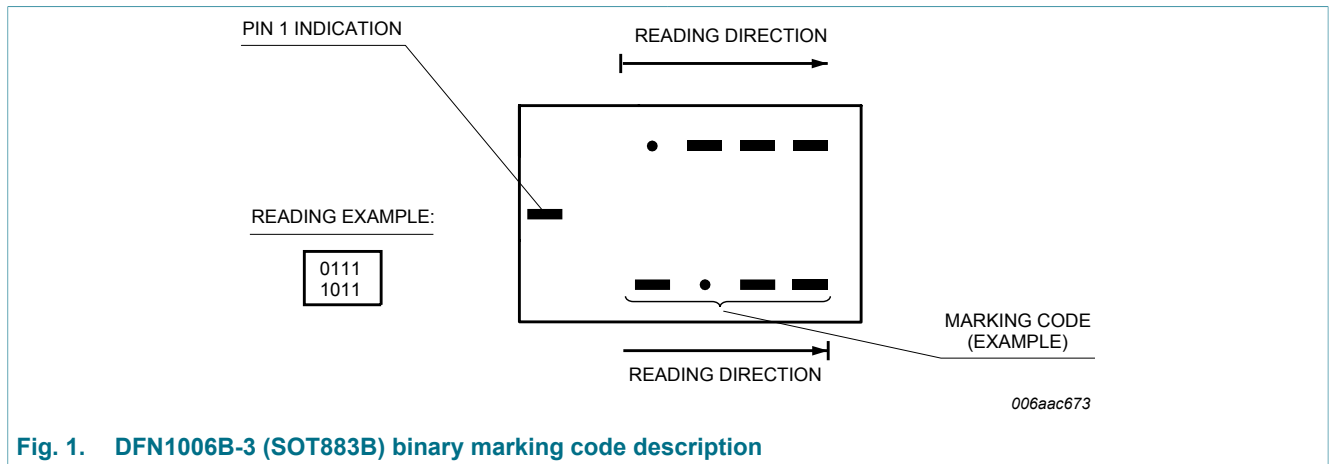 PIN 1 INDICATION
READING DIRECTION
READING EXAMPLE:
0111
1011
MARKING CODE
(EXAMPLE)
READING DIRECTION
006aac673
Fig. 1. DFN1006B-3 (SOT883B) binary marking code description